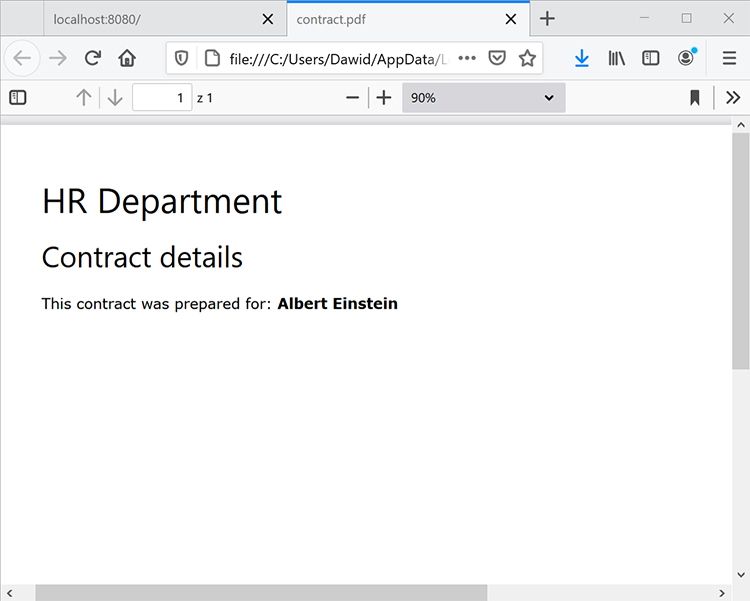 localhost:8080/
contract.pdf
file:///C:/Users/Dawid/AppData/
1 z 1
90%
HR Department
Contract details
This contract was prepared for: Albert Einstein